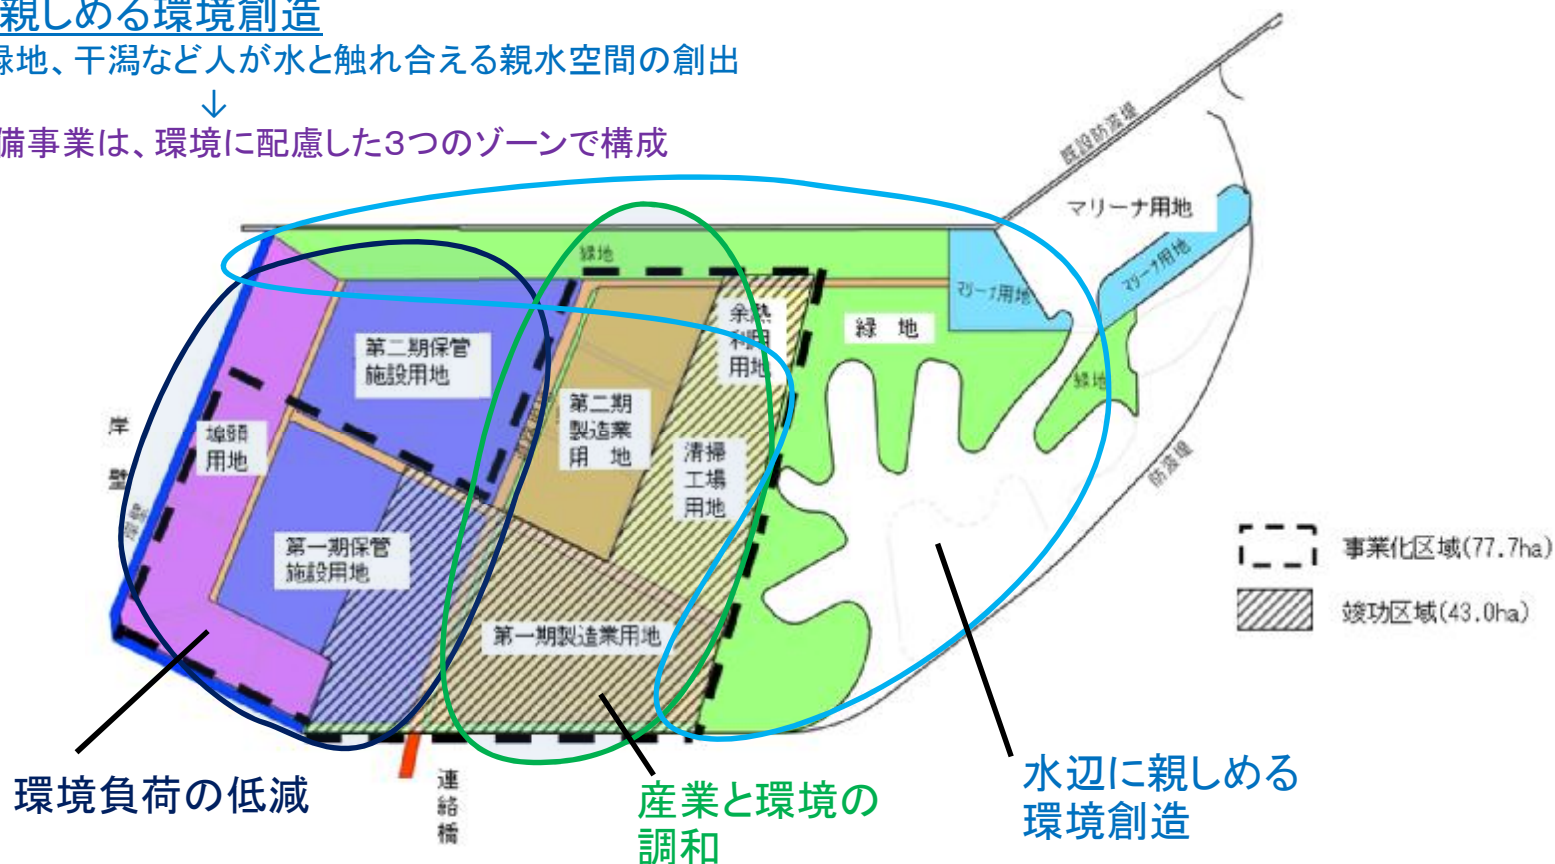 親しめる環境創造
緑地、干潟など人が水と触れ合える親水空間の創出
↓
備事業は、環境に配慮した3つのゾーンで構成
既設防波堤
マリーナ用地
マリーナ用地
マリーナ用地
緑地
緑 地
緑地
余熱
利用
用地
第二期保管
施設用地
第二期
製造業
用 地
清掃
工場
用地
埠頭
用地
岸
壁
岸壁
防波堤
第一期保管
施設用地
第一期製造業用地
事業化区域(77.7ha)
竣功区域(43.0ha)
環境負荷の低減
連
絡
橋
産業と環境の
調和
水辺に親しめる
環境創造